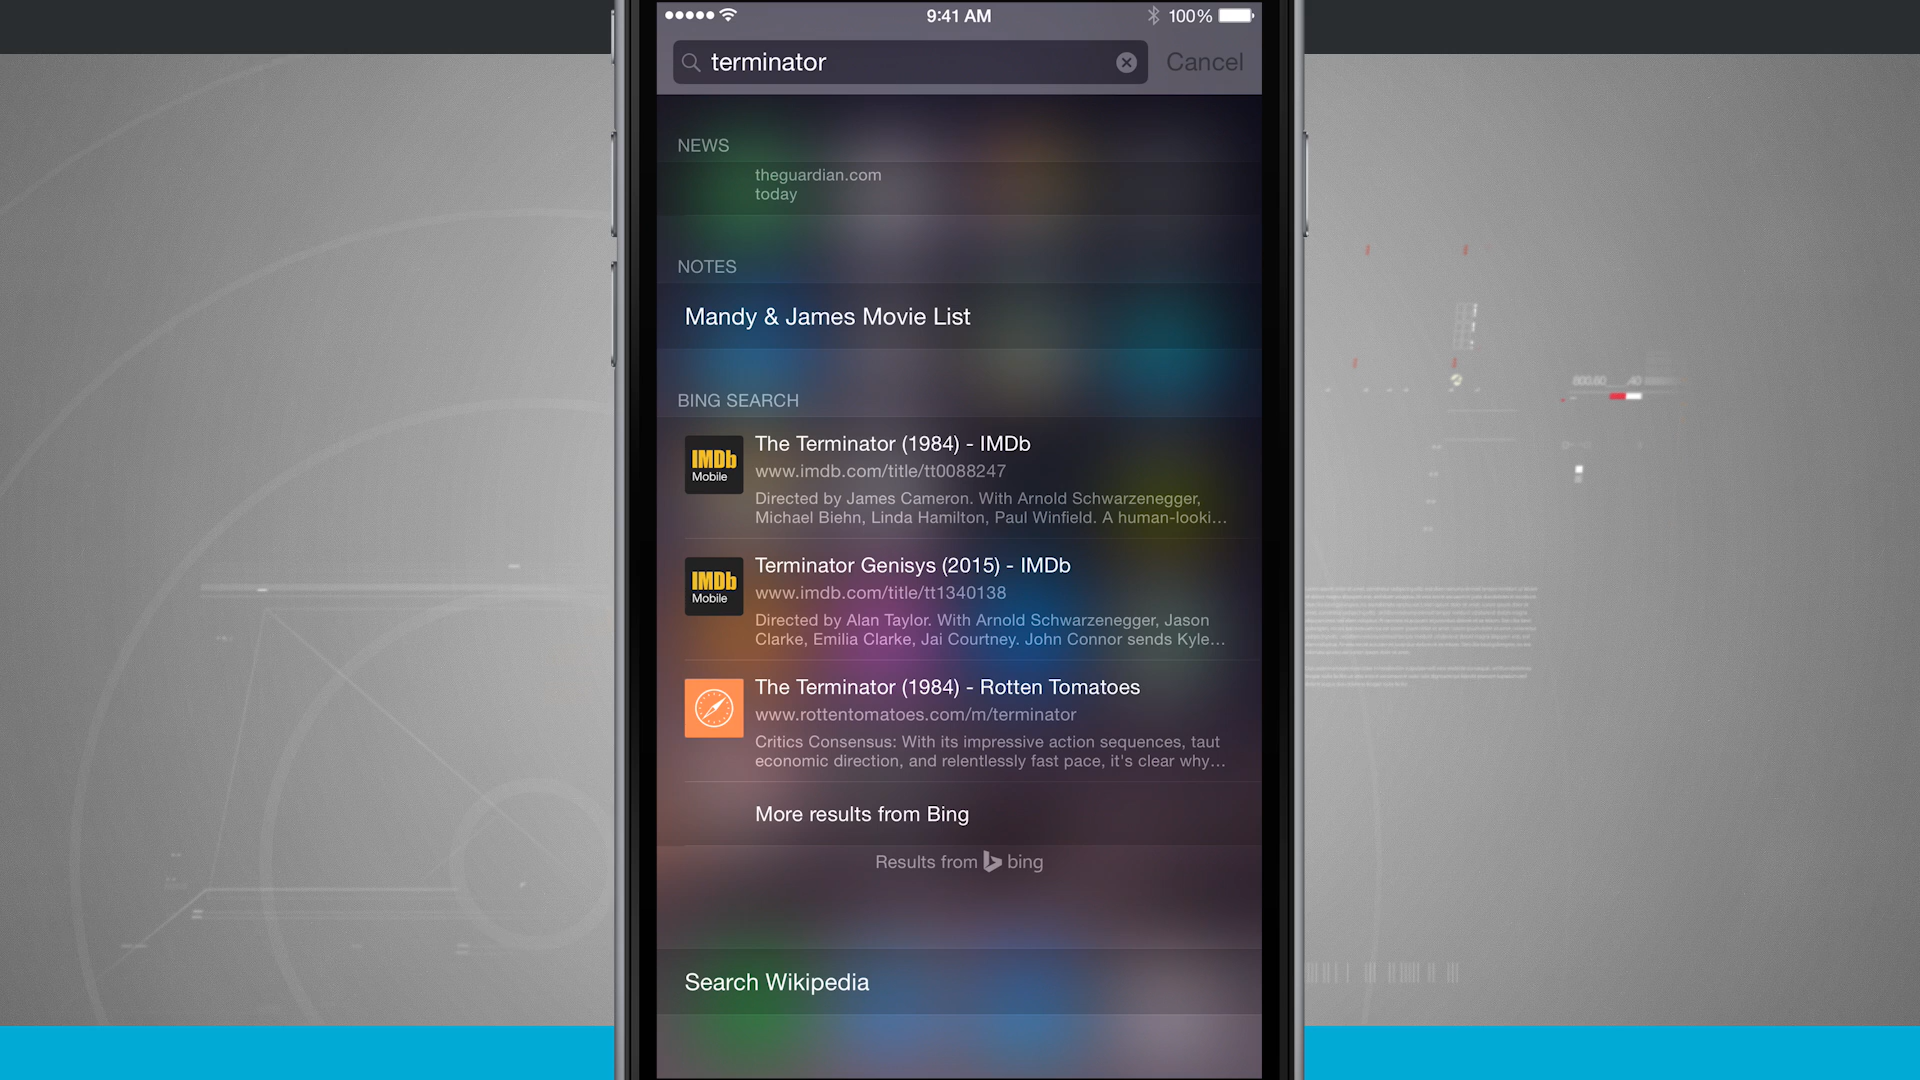 9:41 AM
100%
terminator
Cancel
NEWS
theguardian.com
today
NOTES
Mandy & James Movie List
BING SEARCH
IMDb
Mobile
The Terminator (1984) - IMDb
www.imdb.com/title/tt0088247
Directed by James Cameron. With Arnold Schwarzenegger,
Michael Biehn, Linda Hamilton, Paul Winfield. A human-looki...
IMDb
Mobile
Terminator Genisys (2015) - IMDb
www.imdb.com/title/tt1340138
Directed by Alan Taylor. With Arnold Schwarzenegger, Jason
Clarke, Emilia Clarke, Jai Courtney. John Connor sends Kyle...
The Terminator (1984) - Rotten Tomatoes
www.rottentomatoes.com/m/terminator
Critics Consensus: With its impressive action sequences, taut
economic direction, and relentlessly fast pace, it's clear why...
More results from Bing
Results from bing
Search Wikipedia